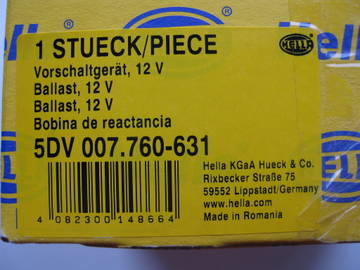 Hella
1 STUECK/PIECE
HELLA
Vorschaltgerät, 12 V
Ballast, 12 V
Ballast, 12 V
Bobina de reactancia
5DV 007.760-631
Hella KGaA Hueck & Co.
Rixbecker Straße 75
59552 Lippstadt/Germany
www.hella.com
Made in Romania
4 082300 148664